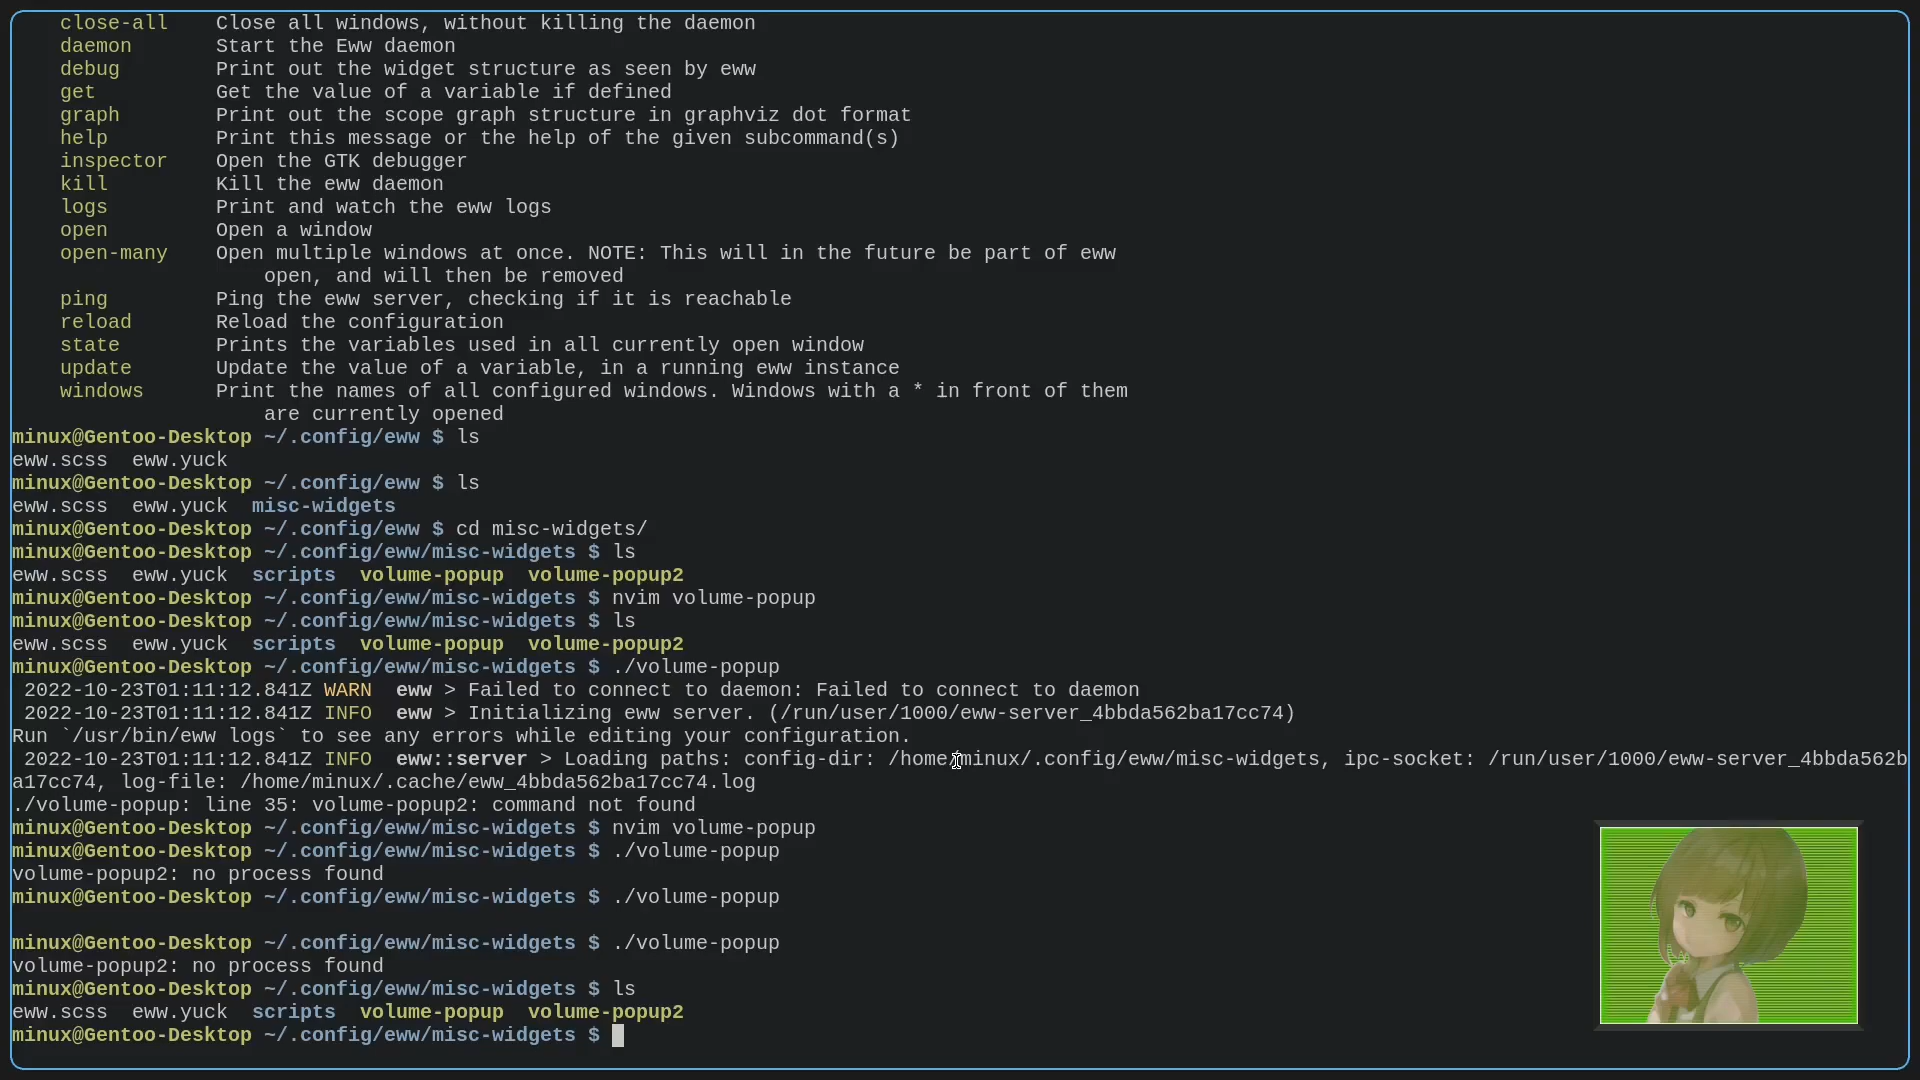 close-all    Close all windows, without killing the daemon
daemon       Start the Eww daemon
debug        Print out the widget structure as seen by eww
get          Get the value of a variable if defined
graph        Print out the scope graph structure in graphviz dot format
help         Print this message or the help of the given subcommand(s)
inspector    Open the GTK debugger
kill         Kill the eww daemon
logs         Print and watch the eww logs
open         Open a window
open-many    Open multiple windows at once. NOTE: This will in the future be part of eww
open, and will then be removed
ping         Ping the eww server, checking if it is reachable
reload       Reload the configuration
state        Prints the variables used in all currently open window
update       Update the value of a variable, in a running eww instance
windows      Print the names of all configured windows. Windows with a * in front of them
are currently opened
minux@Gentoo-Desktop ~/.config/eww $ ls
eww.scss  eww.yuck
minux@Gentoo-Desktop ~/.config/eww $ ls
eww.scss  eww.yuck  misc-widgets
minux@Gentoo-Desktop ~/.config/eww $ cd misc-widgets/
minux@Gentoo-Desktop ~/.config/eww/misc-widgets $ ls
eww.scss  eww.yuck  scripts  volume-popup  volume-popup2
minux@Gentoo-Desktop ~/.config/eww/misc-widgets $ nvim volume-popup
minux@Gentoo-Desktop ~/.config/eww/misc-widgets $ ls
eww.scss  eww.yuck  scripts  volume-popup  volume-popup2
minux@Gentoo-Desktop ~/.config/eww/misc-widgets $ ./volume-popup
2022-10-23T01:11:12.841Z WARN  eww > Failed to connect to daemon: Failed to connect to daemon
2022-10-23T01:11:12.841Z INFO  eww > Initializing eww server. (/run/user/1000/eww-server_4bbda562ba17cc74)
Run `/usr/bin/eww logs` to see any errors while editing your configuration.
2022-10-23T01:11:12.841Z INFO  eww::server > Loading paths: config-dir: /home/minux/.config/eww/misc-widgets, ipc-socket: /run/user/1000/eww-server_4bbda562b
a17cc74, log-file: /home/minux/.cache/eww_4bbda562ba17cc74.log
./volume-popup: line 35: volume-popup2: command not found
minux@Gentoo-Desktop ~/.config/eww/misc-widgets $ nvim volume-popup
minux@Gentoo-Desktop ~/.config/eww/misc-widgets $ ./volume-popup
volume-popup2: no process found
minux@Gentoo-Desktop ~/.config/eww/misc-widgets $ ./volume-popup
minux@Gentoo-Desktop ~/.config/eww/misc-widgets $ ./volume-popup
volume-popup2: no process found
minux@Gentoo-Desktop ~/.config/eww/misc-widgets $ ls
eww.scss  eww.yuck  scripts  volume-popup  volume-popup2
minux@Gentoo-Desktop ~/.config/eww/misc-widgets $